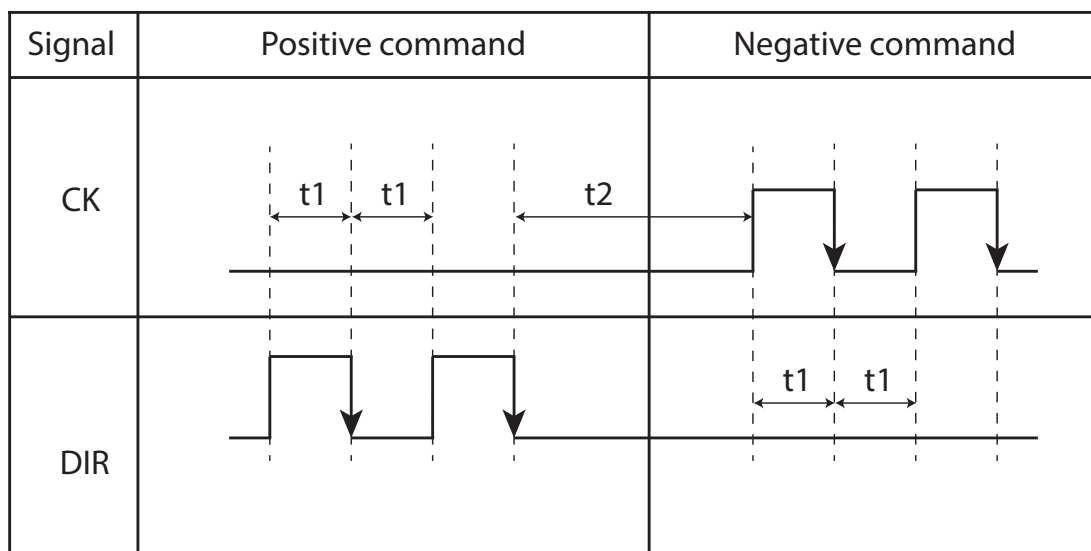 Signal Positive command Negative command
CK t1 t1 t2
DIR t1 t1